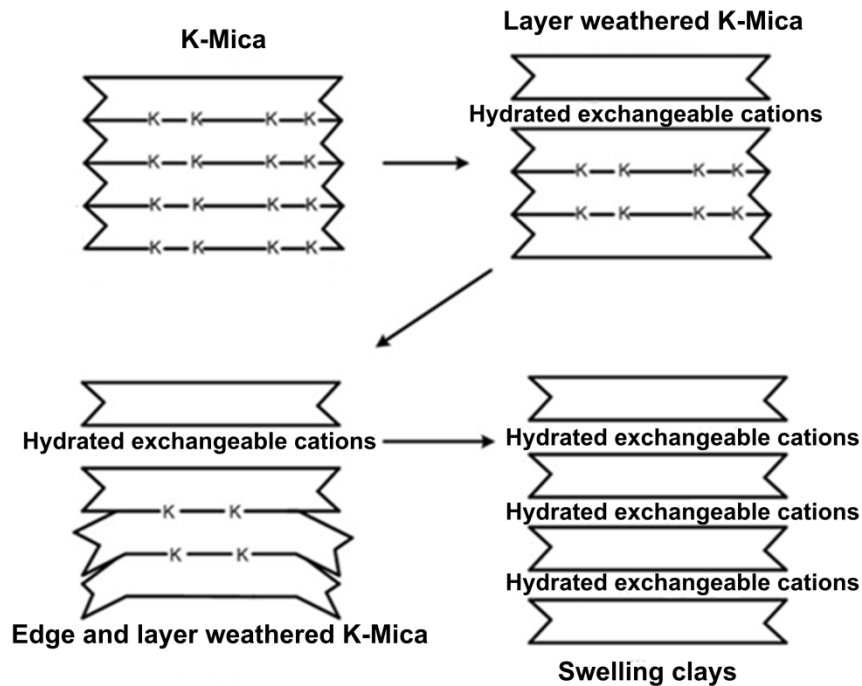 K-Mica
K K K K
K K K K
K K K K
K K K K
Layer weathered K-Mica
Hydrated exchangeable cations
K K K K
K K K K
Hydrated exchangeable cations
K K
K K
Edge and layer weathered K-Mica
Hydrated exchangeable cations
Hydrated exchangeable cations
Hydrated exchangeable cations
Swelling clays